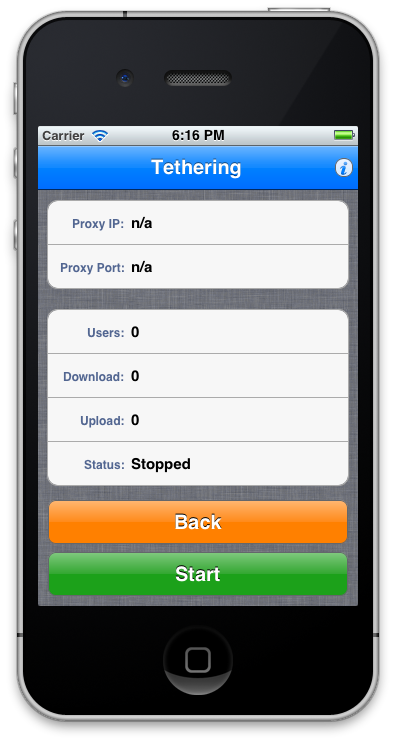 Carrier 6:16 PM
Tethering
Proxy IP: n/a
Proxy Port: n/a
Users: 0
Download: 0
Upload: 0
Status: Stopped
Back
Start